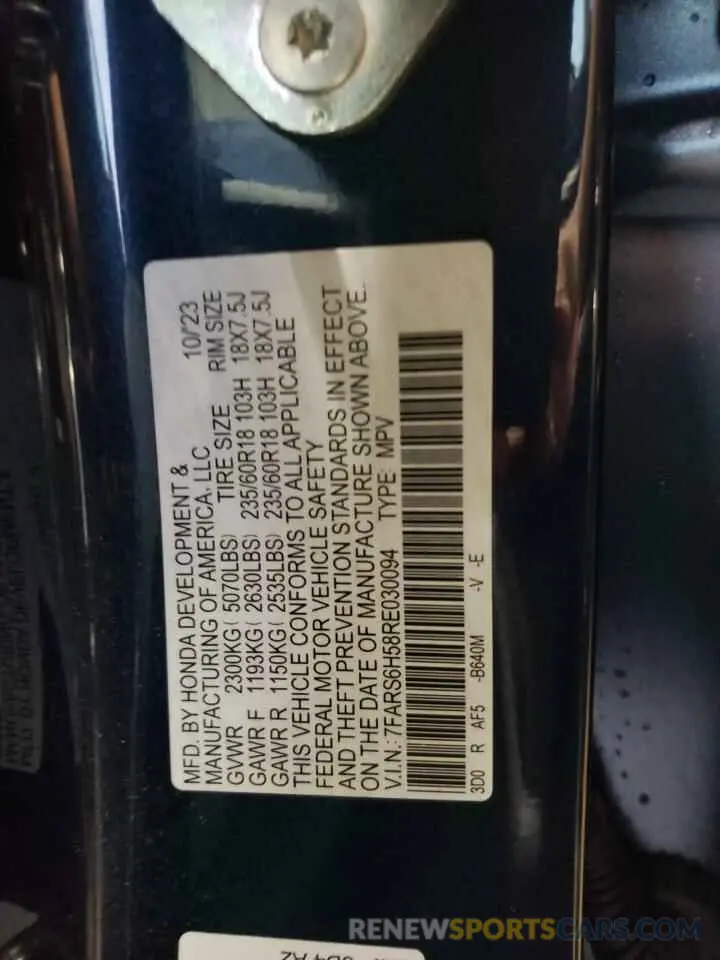 MFD. BY HONDA DEVELOPMENT & 10/23
MANUFACTURING OF AMERICA, LLC
GVWR 2300KG( 5070LBS) TIRE SIZE RIM SIZE
GAWR F 1193KG( 2630LBS) 235/60R18 103H 18X7.5J
GAWR R 1150KG( 2535LBS) 235/60R18 103H 18X7.5J
THIS VEHICLE CONFORMS TO ALL APPLICABLE
FEDERAL MOTOR VEHICLE SAFETY
AND THEFT PREVENTION STANDARDS IN EFFECT
ON THE DATE OF MANUFACTURE SHOWN ABOVE.
V.I.N.: 7FARS6H58RE030094 TYPE: MPV
3D0 R AF5 -B640M -V -E
RENEWSPORTSCARS.COM